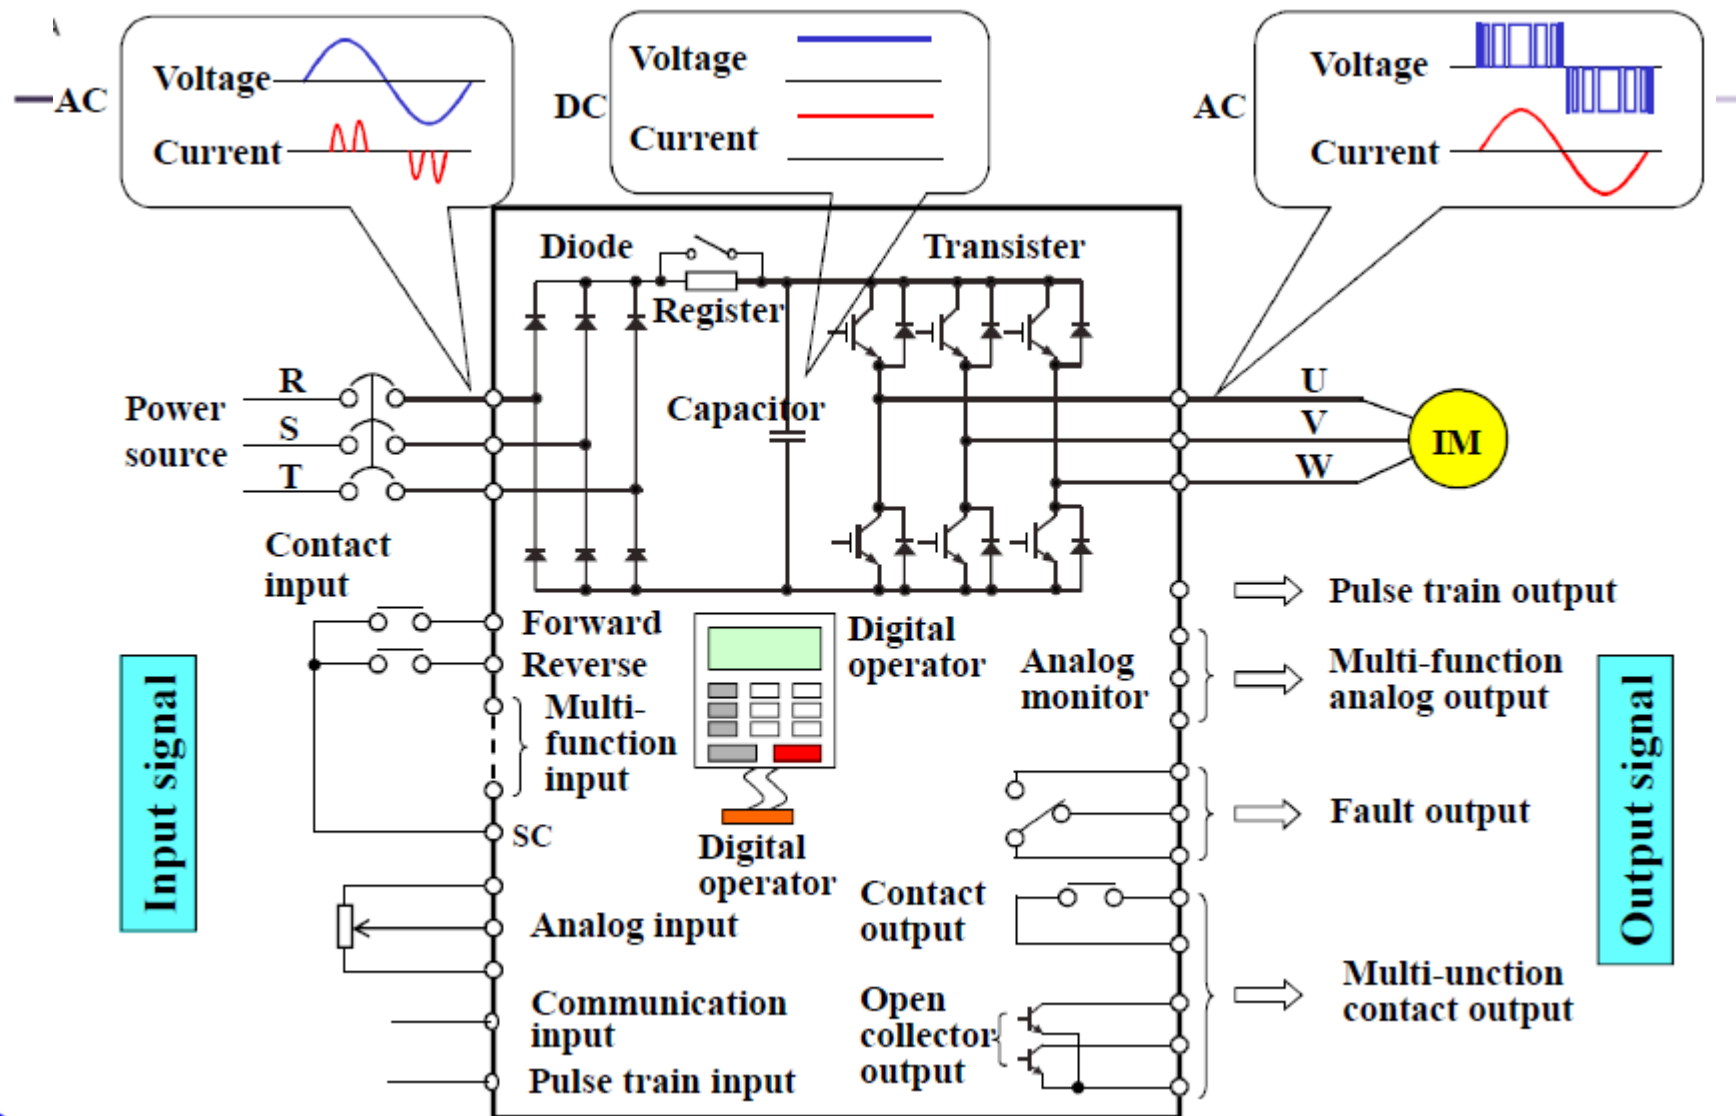 AC
Voltage
Current
DC
Voltage
Current
AC
Voltage
Current
Diode
Transister
Register
Capacitor
Power
source
R
S
T
U
V
W
IM
Contact
input
Forward
Reverse
Multi-
function
input
SC
Input signal
Analog input
Communication
input
Pulse train input
Digital
operator
Digital
operator
Analog
monitor
Contact
output
Open
collector
output
Pulse train output
Multi-function
analog output
Fault output
Multi-unction
contact output
Output signal